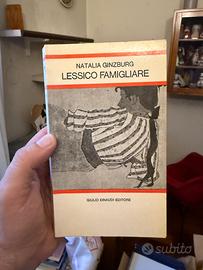 NATALIA GINZBURG
LESSICO FAMIGLIARE
GIULIO EINAUDI EDITORE
subito